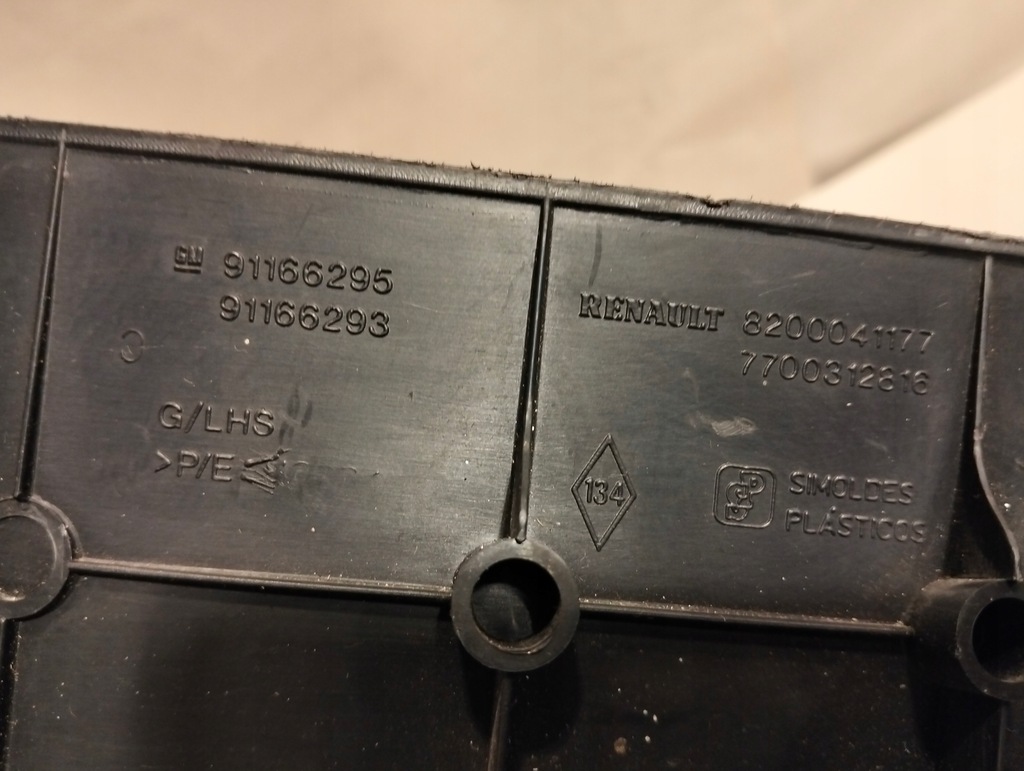 GM 91166295
91166293
G/LHS
>P/E
RENAULT 8200041177
7700312816
134
SIMOLDES
PLÁSTICOS